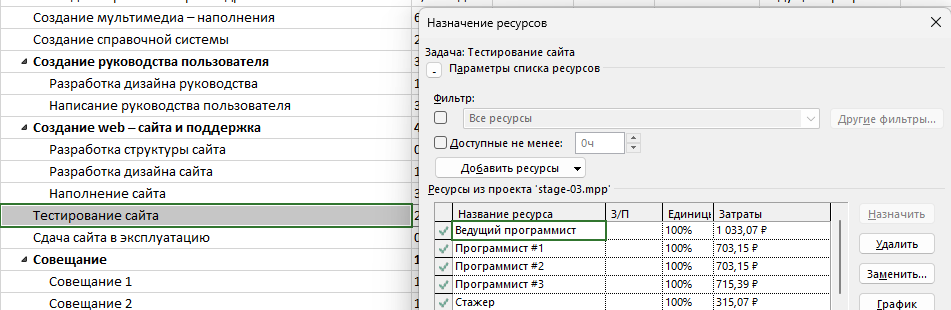 Создание мультимедиа – наполнения
Создание справочной системы
Создание руководства пользователя
Разработка дизайна руководства
Написание руководства пользователя
Создание web – сайта и поддержка
Разработка структуры сайта
Разработка дизайна сайта
Наполнение сайта
Тестирование сайта
Сдача сайта в эксплуатацию
Совещание
Совещание 1
Совещание 2
Назначение ресурсов
Задача: Тестирование сайта
Параметры списка ресурсов
Фильтр:
Все ресурсы
Другие фильтры...
Доступные не менее:
0ч
Добавить ресурсы
Ресурсы из проекта 'stage-03.mpp'
Название ресурса З/П Единицы Затраты
Ведущий программист 100% 1 033,07 ₽
Программист #1 100% 703,15 ₽
Программист #2 100% 703,15 ₽
Программист #3 100% 715,39 ₽
Стажер 100% 315,07 ₽
Назначить
Удалить
Заменить...
График